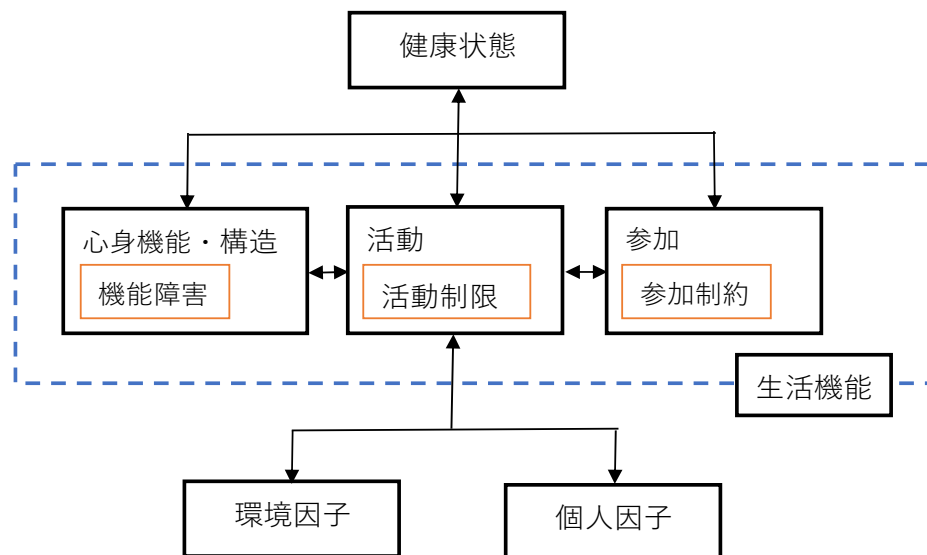 健康状態
心身機能・構造
機能障害
活動
活動制限
参加
参加制約
生活機能
環境因子
個人因子